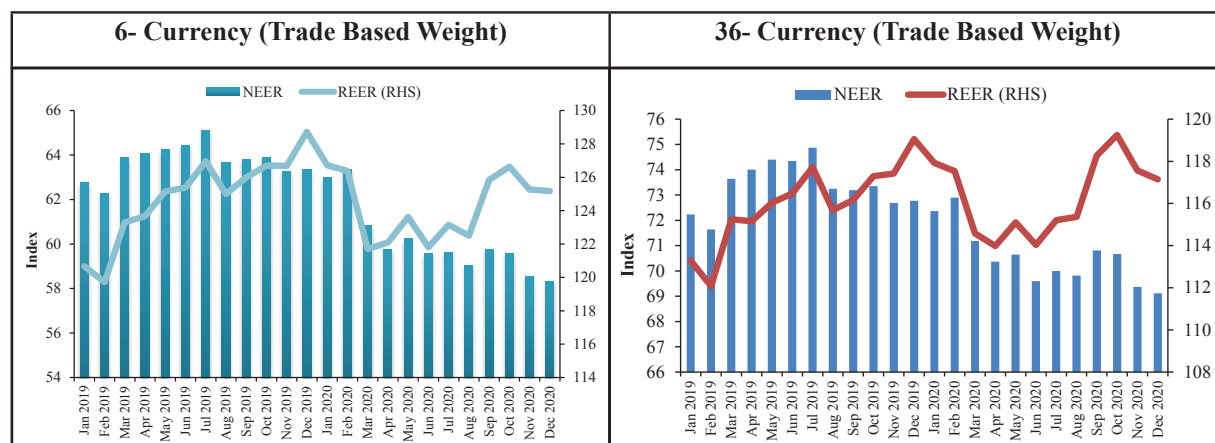 6- Currency (Trade Based Weight)
NEER REER (RHS)
66
64
62
60
58
56
54
Index
130
128
126
124
122
120
118
116
114
Jan 2019
Feb 2019
Mar 2019
Apr 2019
May 2019
Jun 2019
Jul 2019
Aug 2019
Sep 2019
Oct 2019
Nov 2019
Dec 2019
Jan 2020
Feb 2020
Mar 2020
Apr 2020
May 2020
Jun 2020
Jul 2020
Aug 2020
Sep 2020
Oct 2020
Nov 2020
Dec 2020
36- Currency (Trade Based Weight)
NEER REER (RHS)
76
75
74
73
72
71
70
69
68
67
66
Index
120
118
116
114
112
110
108
Jan 2019
Feb 2019
Mar 2019
Apr 2019
May 2019
Jun 2019
Jul 2019
Aug 2019
Sep 2019
Oct 2019
Nov 2019
Dec 2019
Jan 2020
Feb 2020
Mar 2020
Apr 2020
May 2020
Jun 2020
Jul 2020
Aug 2020
Sep 2020
Oct 2020
Nov 2020
Dec 2020